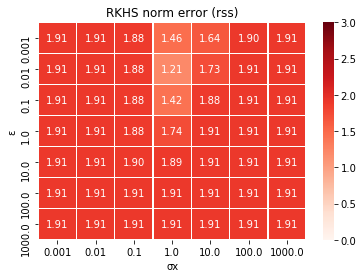 RKHS norm error (rss)
0.001 1.91 1.91 1.88 1.46 1.64 1.90 1.91
0.01 1.91 1.91 1.88 1.21 1.73 1.91 1.91
0.1 1.91 1.91 1.88 1.42 1.88 1.91 1.91
1.0 1.91 1.91 1.88 1.74 1.91 1.91 1.91
10.0 1.91 1.91 1.90 1.89 1.91 1.91 1.91
100.0 1.91 1.91 1.91 1.91 1.91 1.91 1.91
1000.0 1.91 1.91 1.91 1.91 1.91 1.91 1.91
0.001 0.01 0.1 1.0 10.0 100.0 1000.0
σx
ε
3.0
2.5
2.0
1.5
1.0
0.5
0.0